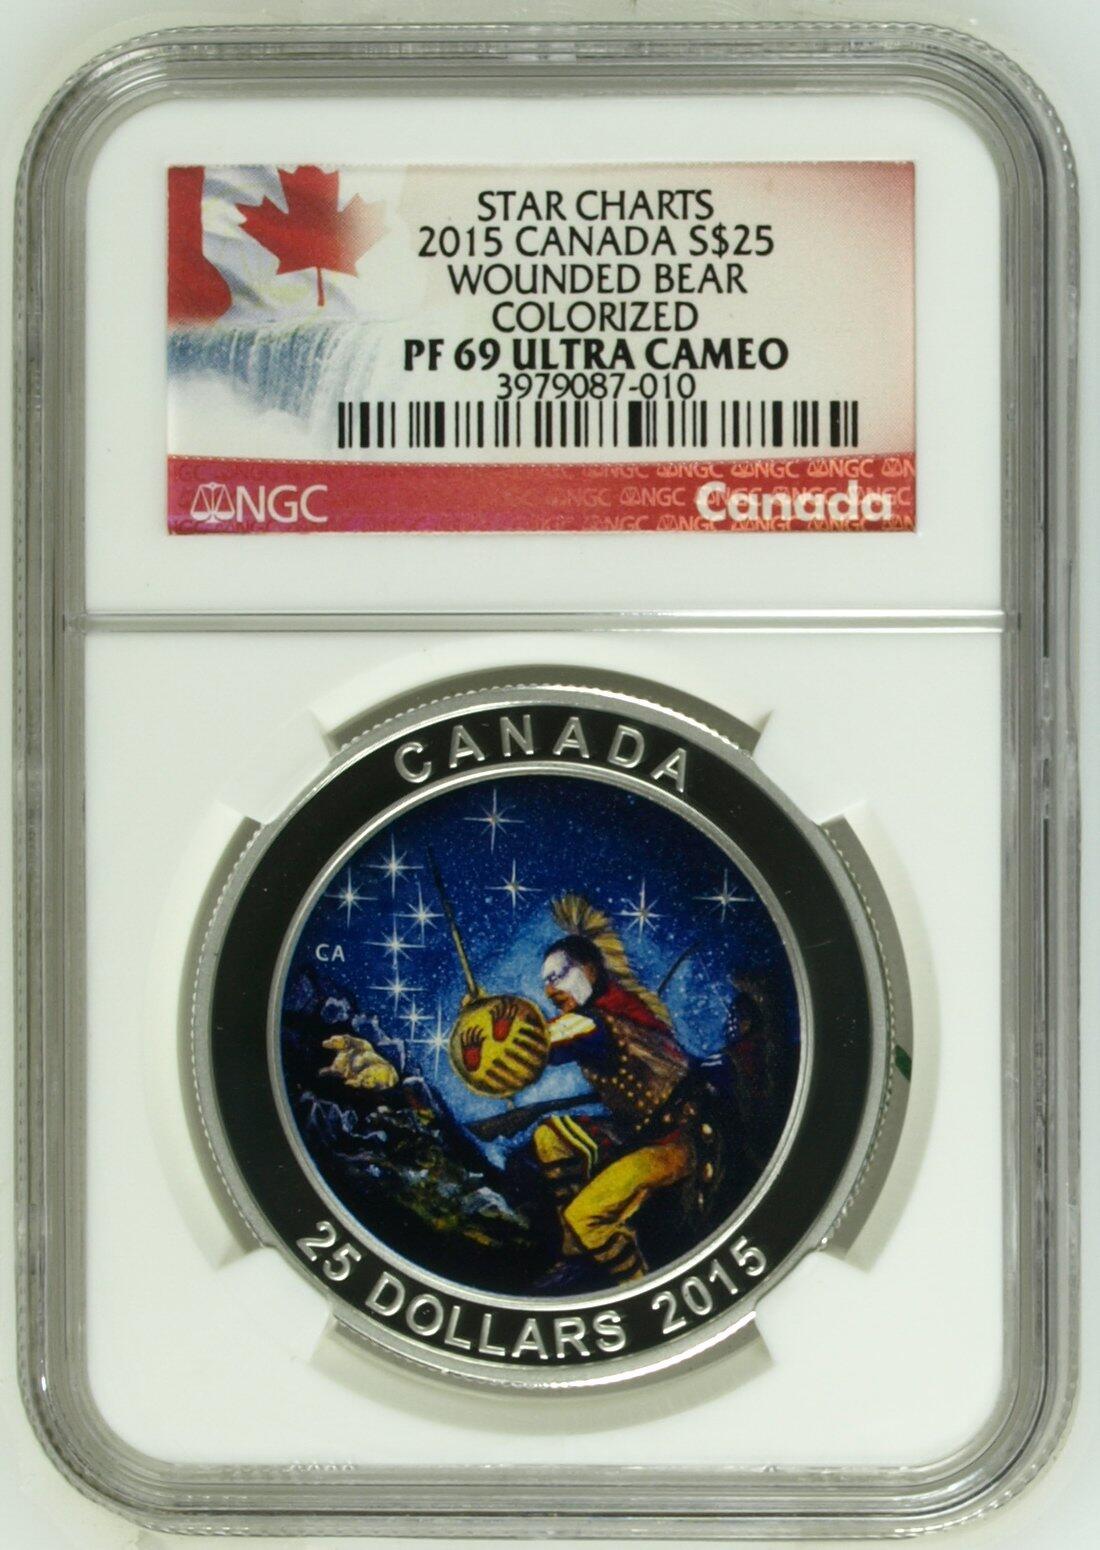 STAR CHARTS
2015 CANADA S$25
WOUNDED BEAR
COLORIZED
PF 69 ULTRA CAMEO
3979087-010
NGC
Canada
CANADA
CA
25 DOLLARS 2015